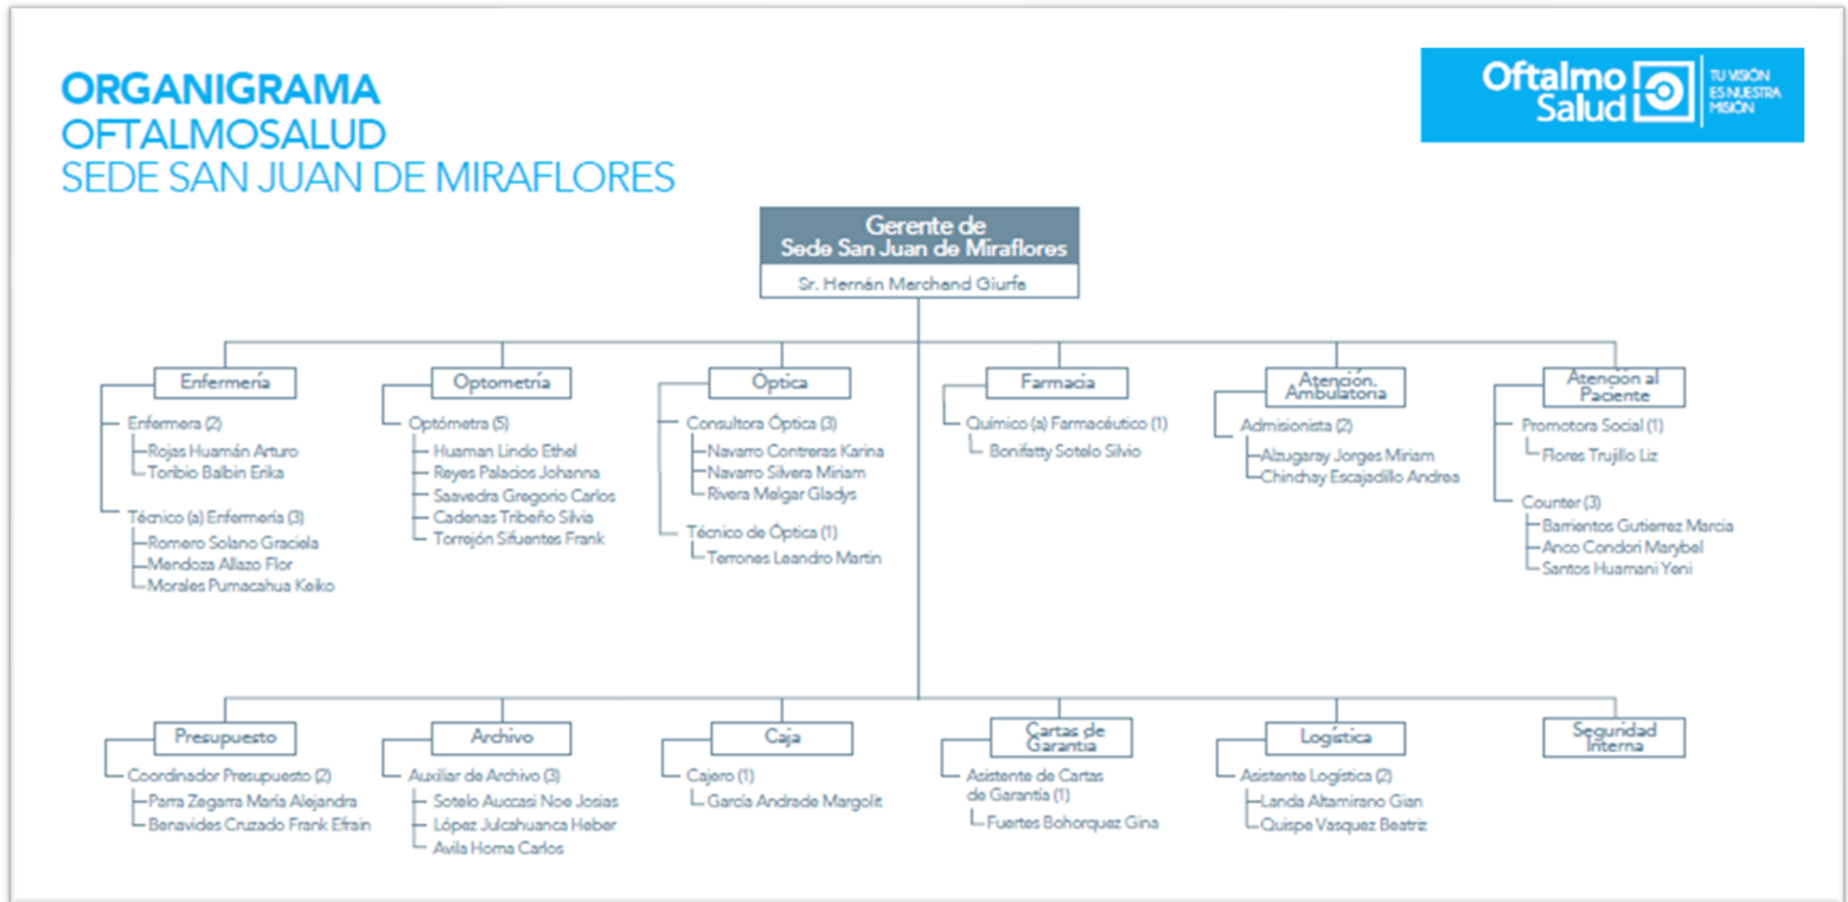 ORGANIGRAMA
OFTALMOSALUD
SEDE SAN JUAN DE MIRAFLORES
Oftalmo
Salud
TU VISIÓN
ES NUESTRA
MISIÓN
Gerente de
Sede San Juan de Miraflores
Sr. Hernán Marchand Giurfa
Enfermería
Enfermera (2)
Rojas Huamán Arturo
Toribio Balbin Erika
Técnico (a) Enfermería (3)
Romero Solano Graciela
Mendoza Allazo Flor
Morales Pumacahua Keiko
Optometría
Optómetra (5)
Huaman Lindo Ethel
Reyes Palacios Johanna
Saavedra Gregorio Carlos
Cadenas Tribeño Silvia
Torrejón Sifuentes Frank
Óptica
Consultora Óptica (3)
Navarro Contreras Karina
Navarro Silvera Miriam
Rivera Melgar Gladys
Técnico de Óptica (1)
Terrones Leandro Martin
Farmacia
Químico (a) Farmacéutico (1)
Bonifatty Sotelo Silvio
Atención.
Ambulatoria
Admisionista (2)
Alzugaray Jorges Miriam
Chinchay Escajadillo Andrea
Atención al
Paciente
Promotora Social (1)
Flores Trujillo Liz
Counter (3)
Barrientos Gutierrez Marcia
Anco Condori Marybel
Santos Huamani Yeni
Presupuesto
Coordinador Presupuesto (2)
Parra Zegarra María Alejandra
Benavides Cruzado Frank Efrain
Archivo
Auxiliar de Archivo (3)
Sotelo Auccasi Noe Josias
López Julcahuanca Heber
Avila Homa Carlos
Caja
Cajero (1)
García Andrade Margolit
Cartas de
Garantía
Asistente de Cartas
de Garantía (1)
Fuertes Bohorquez Gina
Logística
Asistente Logística (2)
Landa Altamirano Gian
Quispe Vasquez Beatriz
Seguridad
Interna